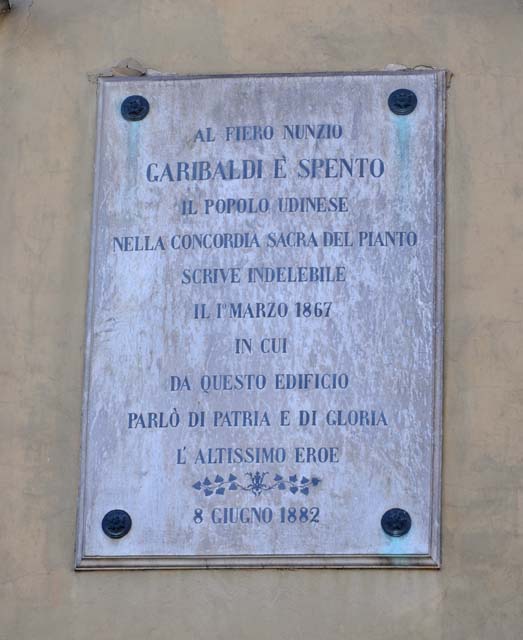 AL FIERO NUNZIO
GARIBALDI È SPENTO
IL POPOLO UDINESE
NELLA CONCORDIA SACRA DEL PIANTO
SCRIVE INDELEBILE
IL 1º MARZO 1867
IN CUI
DA QUESTO EDIFICIO
PARLÒ DI PATRIA E DI GLORIA
L'ALTISSIMO EROE
8 GIUGNO 1882